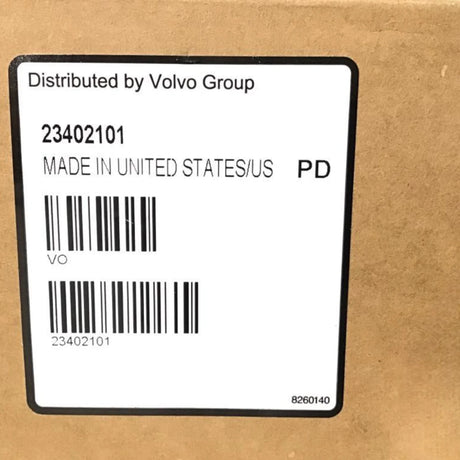 Distributed by Volvo Group
23402101
MADE IN UNITED STATES/US PD
VO
23402101
8260140